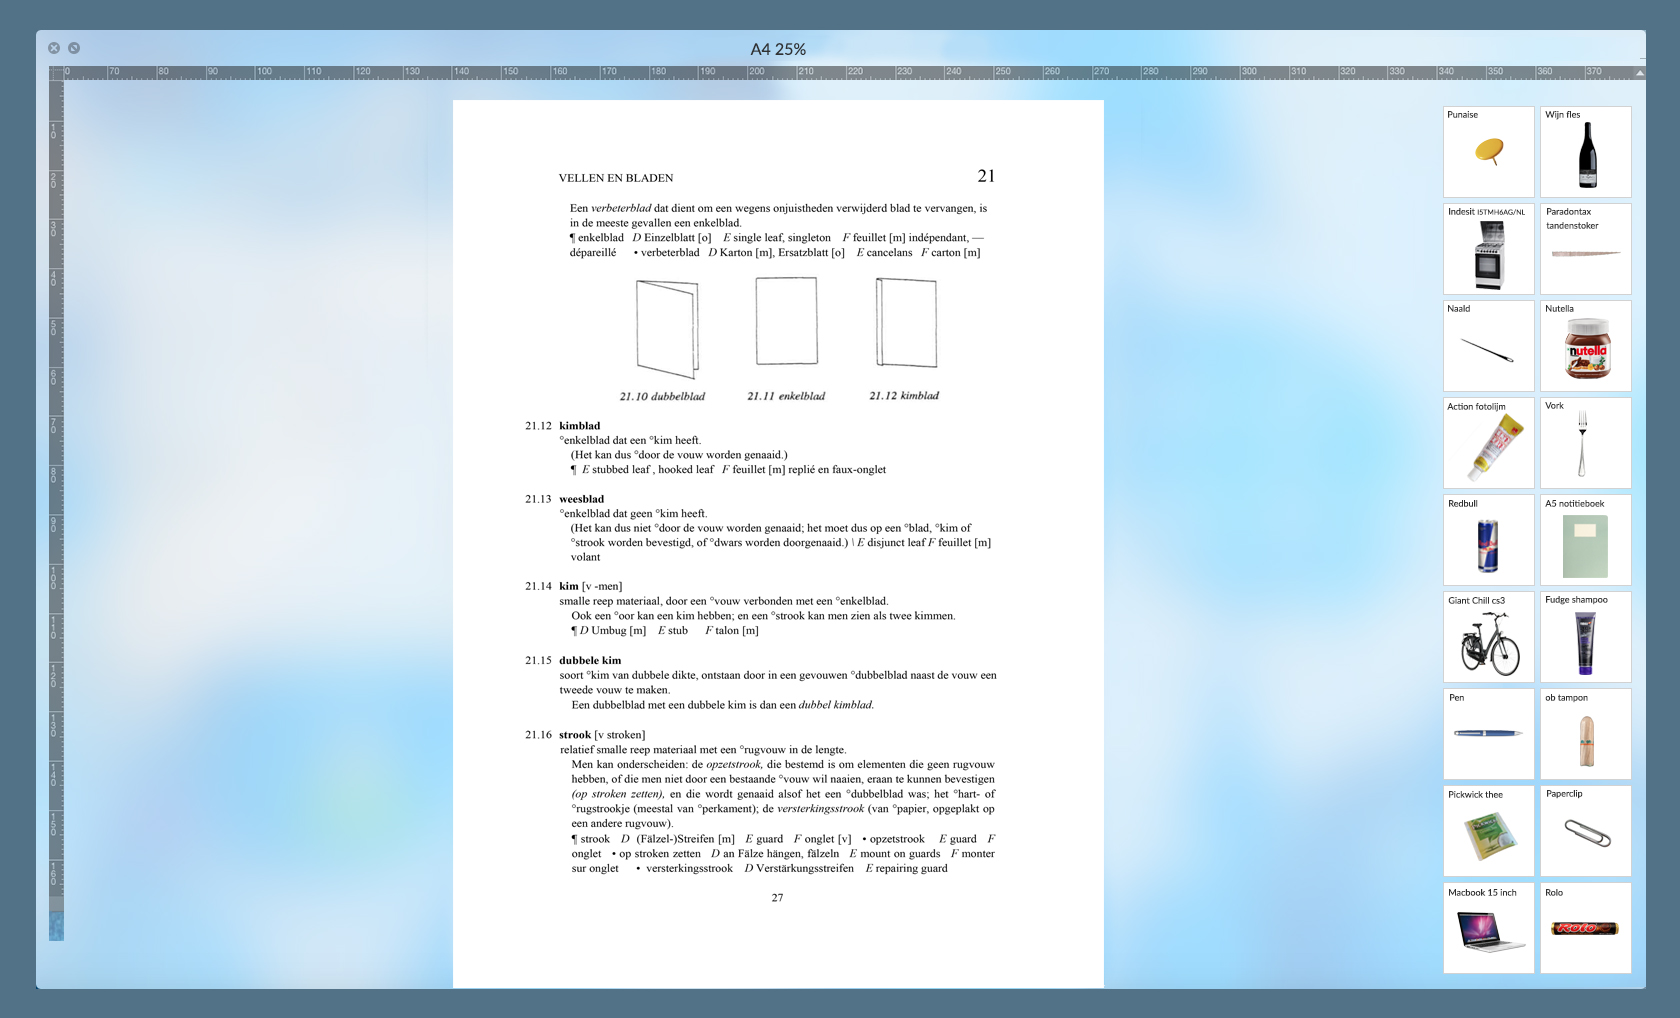 A4 25%
0 70 80 90 100 110 120 130 140 150 160 170 180 190 200 210 220 230 240 250 260 270 280 290 300 310 320 330 340 350 360 370
10
20
30
40
50
60
70
80
90
100
110
120
130
140
150
160
VELLEN EN BLADEN 21
Een verbeterblad dat dient om een wegens onjuistheden verwijderd blad te vervangen, is
in de meeste gevallen een enkelblad.
¶ enkelblad D Einzelblatt [o] E single leaf, singleton F feuillet [m] indépendant, —
dépareillé • verbeterblad D Karton [m], Ersatzblatt [o] E cancelans F carton [m]
21.10 dubbelblad 21.11 enkelblad 21.12 kimblad
21.12 kimblad
°enkelblad dat een °kim heeft.
(Het kan dus °door de vouw worden genaaid.)
¶ E stubbed leaf , hooked leaf F feuillet [m] replié en faux-onglet
21.13 weesblad
°enkelblad dat geen °kim heeft.
(Het kan dus niet °door de vouw worden genaaid; het moet dus op een °blad, °kim of
°strook worden bevestigd, of °dwars worden doorgenaaid.) \ E disjunct leaf F feuillet [m]
volant
21.14 kim [v -men]
smalle reep materiaal, door een °vouw verbonden met een °enkelblad.
Ook een °oor kan een kim hebben; en een °strook kan men zien als twee kimmen.
¶ D Umbug [m] E stub F talon [m]
21.15 dubbele kim
soort °kim van dubbele dikte, ontstaan door in een gevouwen °dubbelblad naast de vouw een
tweede vouw te maken.
Een dubbelblad met een dubbele kim is dan een dubbel kimblad.
21.16 strook [v stroken]
relatief smalle reep materiaal met een °rugvouw in de lengte.
Men kan onderscheiden: de opzetstrook, die bestemd is om elementen die geen rugvouw
hebben, of die men niet door een bestaande °vouw wil naaien, eraan te kunnen bevestigen
(op stroken zetten), en die wordt genaaid alsof het een °dubbelblad was; het °hart- of
°rugstrookje (meestal van °perkament); de versterkingsstrook (van °papier, opgeplakt op
een andere rugvouw).
¶ strook D (Fälzel-)Streifen [m] E guard F onglet [v] • opzetstrook E guard F
onglet • op stroken zetten D an Fälze hängen, fälzeln E mount on guards F monter
sur onglet • versterkingsstrook D Verstärkungsstreifen E repairing guard
27
Punaise
Wijn fles
Indesit I5TMH6AG/NL
Paradontax
tandenstoker
Naald
Nutella
nutella
Action fotolijm
Vork
Redbull
A5 notitieboek
Giant Chill cs3
Fudge shampoo
Pen
ob tampon
Pickwick thee
Paperclip
Macbook 15 inch
Rolo
Rolo